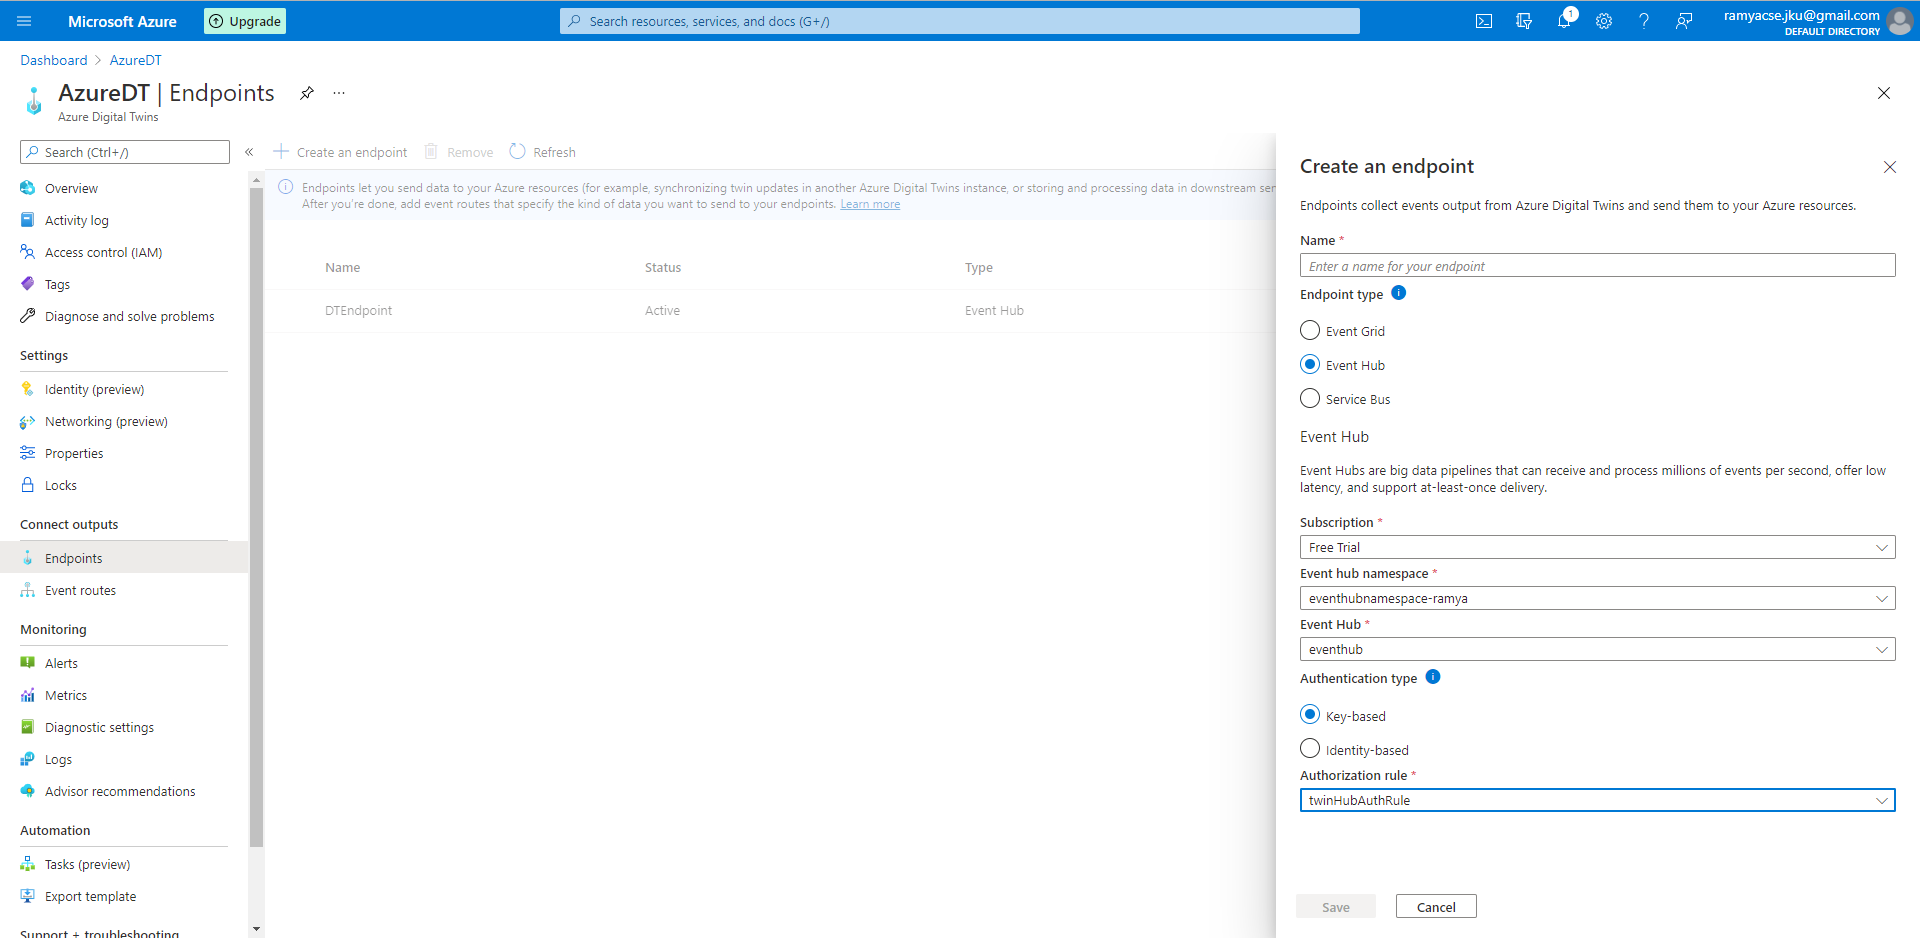 Microsoft Azure
Upgrade
Search resources, services, and docs (G+/)
1
ramyacse.jku@gmail.com
DEFAULT DIRECTORY
Dashboard > AzureDT
AzureDT | Endpoints
...
Azure Digital Twins
Search (Ctrl+/)
«
Overview
Activity log
Access control (IAM)
Tags
Diagnose and solve problems
Settings
Identity (preview)
Networking (preview)
Properties
Locks
Connect outputs
Endpoints
Event routes
Monitoring
Alerts
Metrics
Diagnostic settings
Logs
Advisor recommendations
Automation
Tasks (preview)
Export template
Support + troubleshooting
Create an endpoint
Remove
Refresh
Endpoints let you send data to your Azure resources (for example, synchronizing twin updates in another Azure Digital Twins instance, or storing and processing data in downstream ser
After you're done, add event routes that specify the kind of data you want to send to your endpoints. Learn more
Name Status Type
DTEndpoint Active Event Hub
Create an endpoint
Endpoints collect events output from Azure Digital Twins and send them to your Azure resources.
Name *
Enter a name for your endpoint
Endpoint type
Event Grid
Event Hub
Service Bus
Event Hub
Event Hubs are big data pipelines that can receive and process millions of events per second, offer low
latency, and support at-least-once delivery.
Subscription *
Free Trial
Event hub namespace *
eventhubnamespace-ramya
Event Hub *
eventhub
Authentication type
Key-based
Identity-based
Authorization rule *
twinHubAuthRule
Save
Cancel